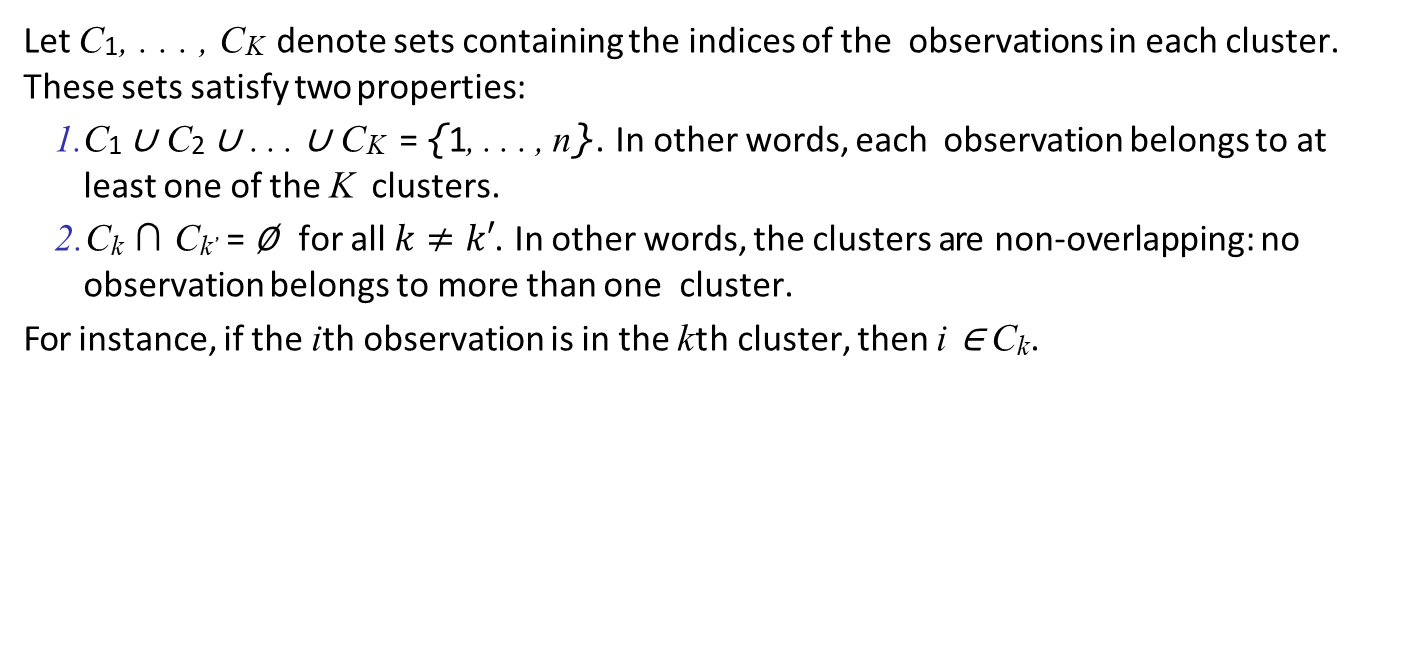 Let C1, . . . , CK denote sets containing the indices of the observations in each cluster.
These sets satisfy two properties:
1. C1 ∪ C2 ∪ . . . ∪ CK = {1, . . . , n}. In other words, each observation belongs to at
least one of the K clusters.
2. Ck ∩ Ck’ = ∅ for all k ≠ k′. In other words, the clusters are non-overlapping: no
observation belongs to more than one cluster.
For instance, if the ith observation is in the kth cluster, then i ∈ Ck.